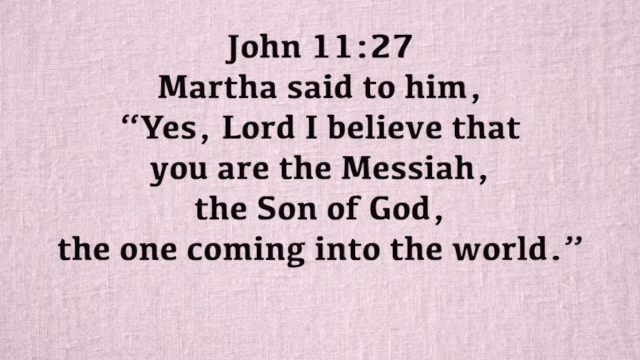 John 11:27
Martha said to him,
“Yes, Lord I believe that
you are the Messiah,
the Son of God,
the one coming into the world.”